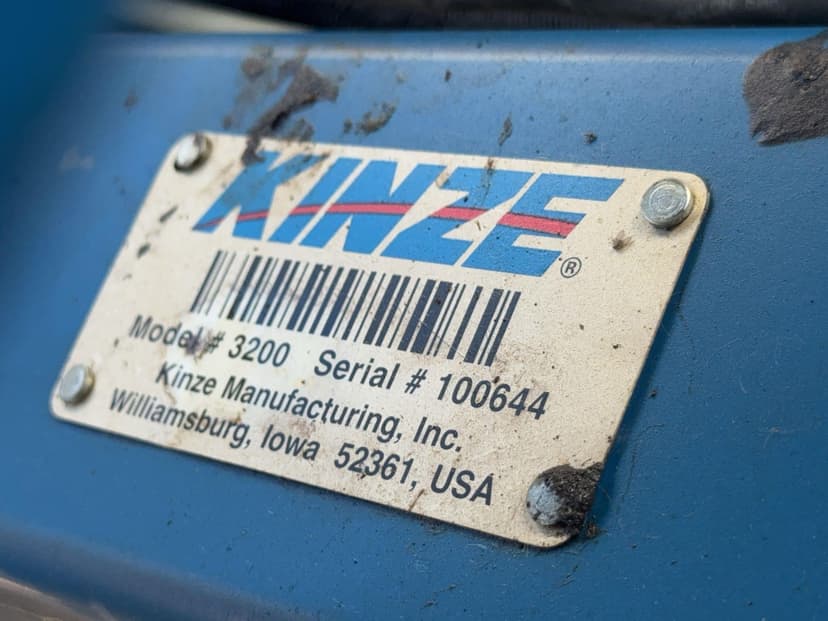 KINZE®
Model # 3200 Serial # 100644
Kinze Manufacturing, Inc.
Williamsburg, Iowa 52361, USA